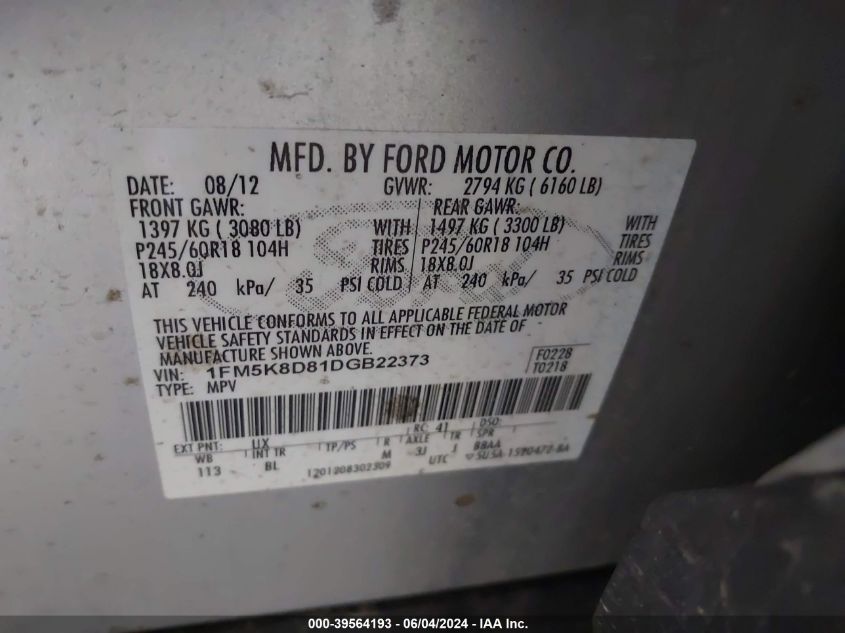 MFD. BY FORD MOTOR CO.
DATE: 08/12 GVWR: 2794 KG ( 6160 LB)
FRONT GAWR: REAR GAWR:
1397 KG ( 3080 LB) WITH 1497 KG ( 3300 LB) WITH
P245/60R18 104H TIRES P245/60R18 104H TIRES
18X8.0J RIMS 18X8.0J RIMS
AT 240 kPa/ 35 PSI COLD AT 240 kPa/ 35 PSI COLD
THIS VEHICLE CONFORMS TO ALL APPLICABLE FEDERAL MOTOR
VEHICLE SAFETY STANDARDS IN EFFECT ON THE DATE OF
MANUFACTURE SHOWN ABOVE.
VIN: 1FM5K8D81DGB22373 F0228
TYPE: MPV T0218
EXT PNT: UX RC: 41 DSO:
WB INT TR TP/PS R AXLE TR SPR
113 BL M 3J J BBAA
1201208302309 UTC
000-39564193 / 06/04/2024 - IAA Inc.